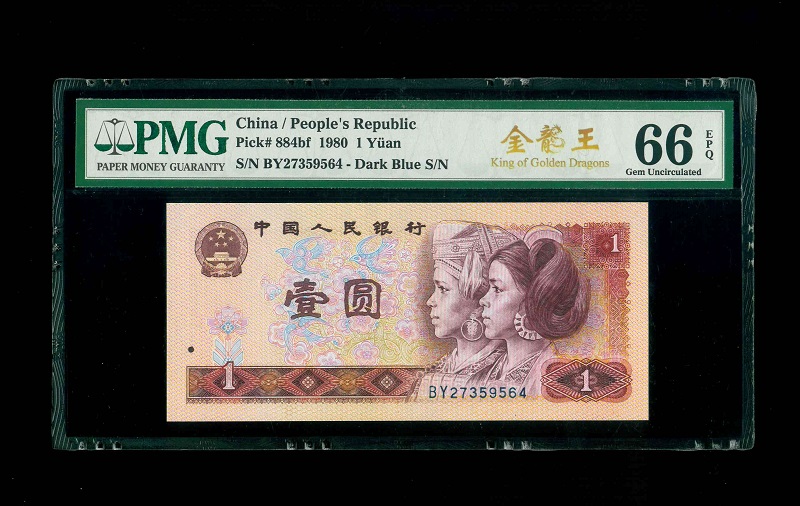 PMG
PAPER MONEY GUARANTY
China / People's Republic
Pick# 884bf 1980 1 Yüan
S/N BY27359564 - Dark Blue S/N
金龍王
King of Golden Dragons
66
EPQ
Gem Uncirculated
中国人民银行
1
壹圆
1
1
BY27359564